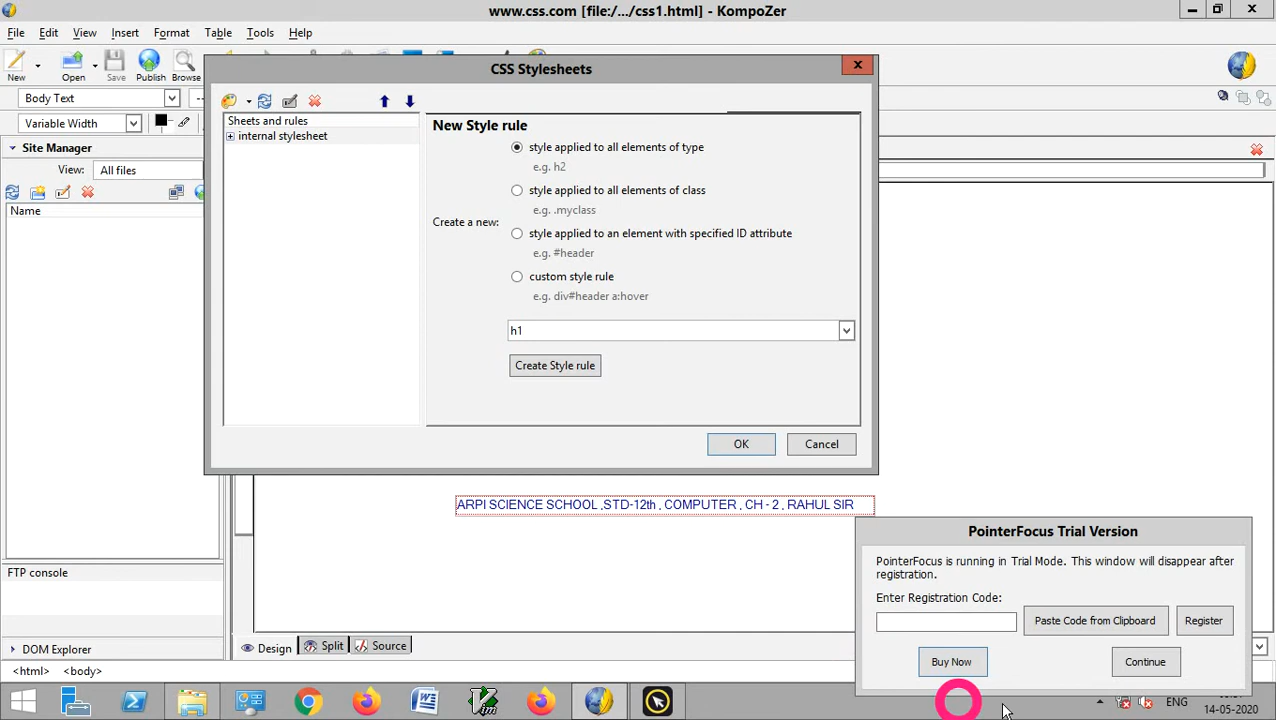 www.css.com [file:/.../css1.html] - KompoZer
File Edit View Insert Format Table Tools Help
New Open Save Publish Browse
Body Text
Variable Width
Site Manager
View: All files
Name
FTP console
DOM Explorer
CSS Stylesheets
Sheets and rules
internal stylesheet
New Style rule
style applied to all elements of type
e.g. h2
style applied to all elements of class
e.g. .myclass
Create a new:
style applied to an element with specified ID attribute
e.g. #header
custom style rule
e.g. div#header a:hover
h1
Create Style rule
OK Cancel
ARPI SCIENCE SCHOOL ,STD-12th , COMPUTER , CH - 2 , RAHUL SIR
PointerFocus Trial Version
PointerFocus is running in Trial Mode. This window will disappear after
registration.
Enter Registration Code:
Paste Code from Clipboard Register
Buy Now Continue
Design Split Source
<html> <body>
ENG
14-05-2020